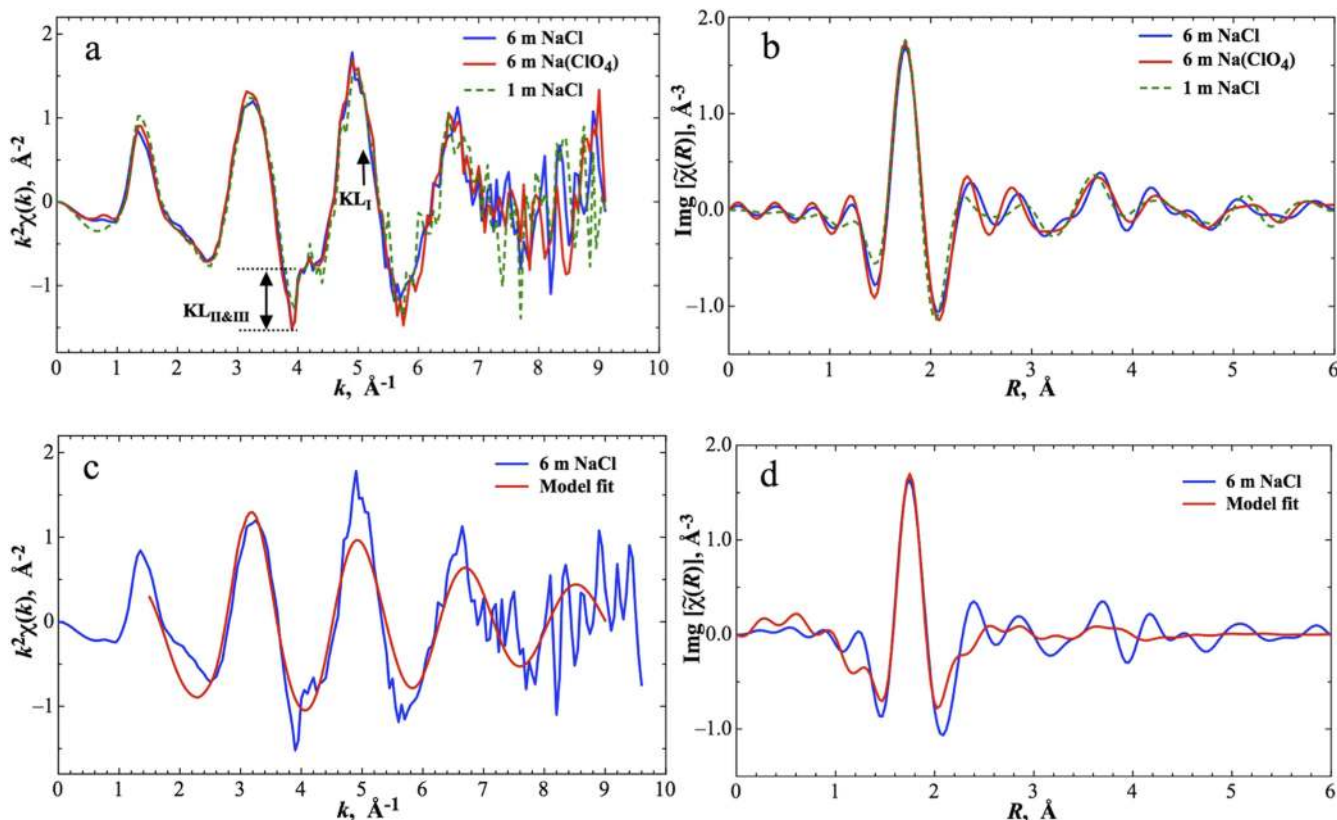 a
6 m NaCl
6 m Na(ClO4)
1 m NaCl
KLI
KLII&III
k²χ(k), Å-2
2
1
0
−1
0 1 2 3 4 5 6 7 8 9 10
k, Å-1
b
6 m NaCl
6 m Na(ClO4)
1 m NaCl
Img [χ̃(R)], Å-3
2.0
1.0
0.0
−1.0
0 1 2 3 4 5 6
R, Å
c
6 m NaCl
Model fit
k²χ(k), Å-2
2
1
0
−1
0 1 2 3 4 5 6 7 8 9 10
k, Å-1
d
6 m NaCl
Model fit
Img [χ̃(R)], Å-3
2.0
1.0
0.0
−1.0
0 1 2 3 4 5 6
R, Å